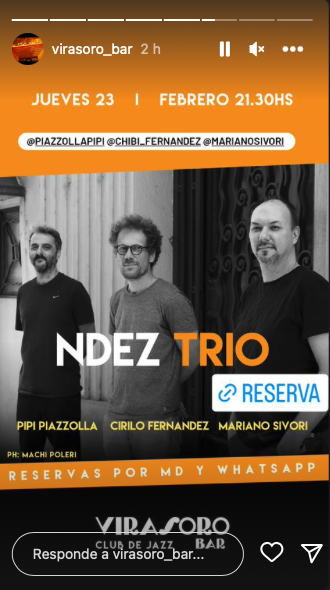 virasoro_bar 2 h
JUEVES 23 | FEBRERO 21.30HS
@PIAZZOLLAPIPI @CHIBI_FERNANDEZ @MARIANOSIVORI
NDEZ TRIO
RESERVA
PIPI PIAZZOLLA CIRILO FERNANDEZ MARIANO SIVORI
PH: MACHI POLERI
RESERVAS POR MD Y WHATSAPP
VIRASORO
CLUB DE JAZZ BAR
Responde a virasoro_bar...